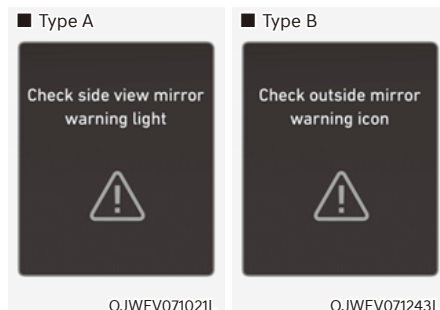 ■ Type A
Check side view mirror
warning light
OJWEV071021L
■ Type B
Check outside mirror
warning icon
OJWEV071243L